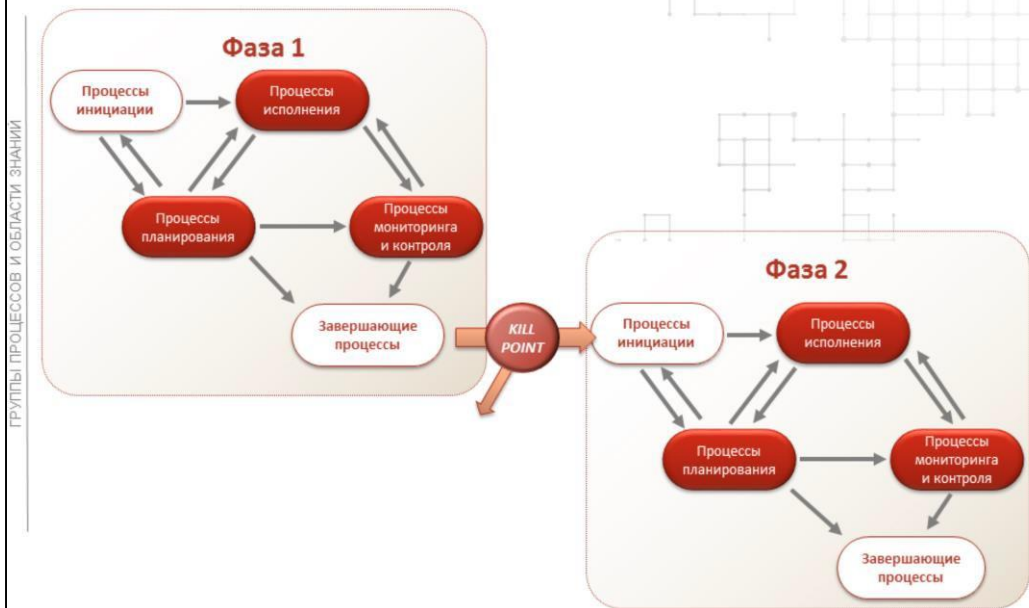 ГРУППЫ ПРОЦЕССОВ И ОБЛАСТИ ЗНАНИИ
Фаза 1
Процессы
инициации
Процессы
исполнения
Процессы
планирования
Процессы
мониторинга
и контроля
Завершающие
процессы
KILL
POINT
Фаза 2
Процессы
инициации
Процессы
исполнения
Процессы
планирования
Процессы
мониторинга
и контроля
Завершающие
процессы